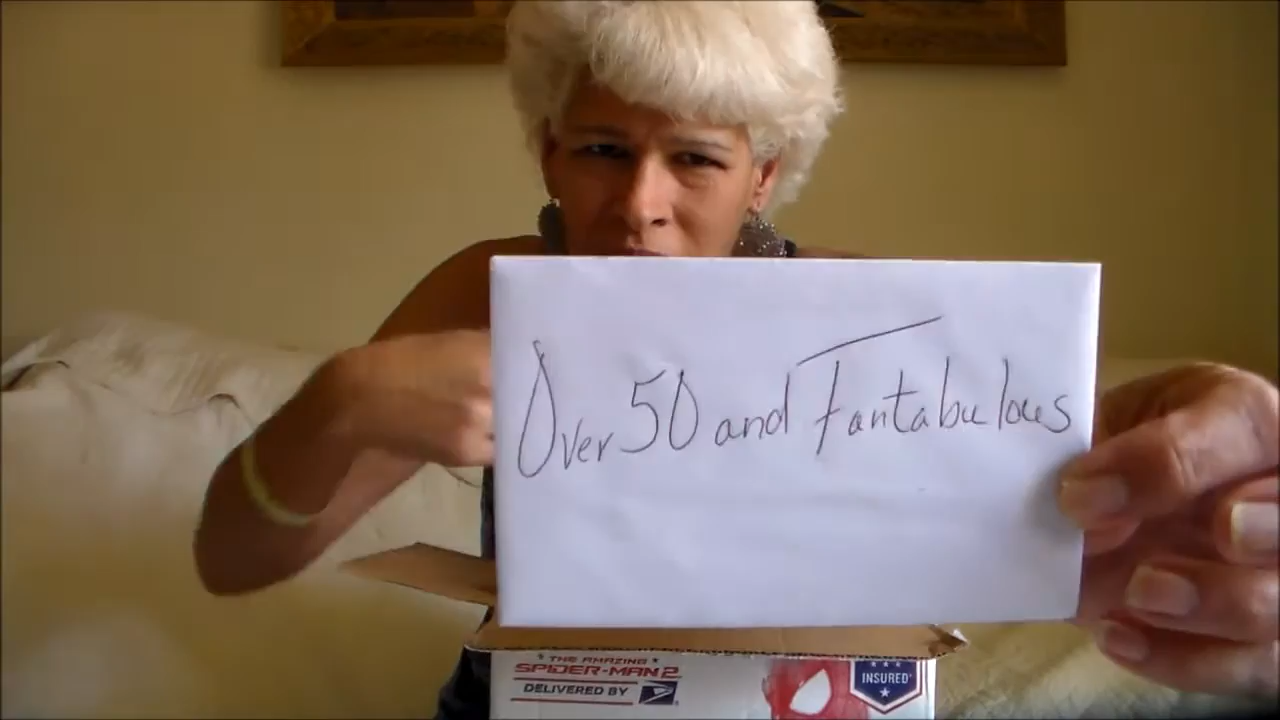 Over 50 and Fantabulous
THE AMAZING
SPIDER-MAN 2
DELIVERED BY
INSURED